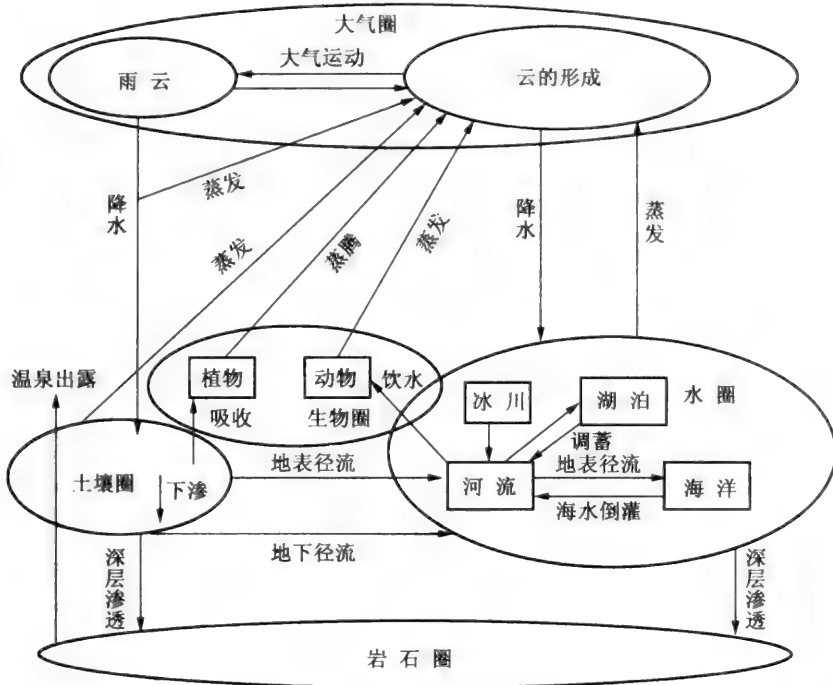 大气圈
大气运动
雨云
云的形成
降水
蒸发
蒸发
蒸腾
蒸发
降水
蒸发
温泉出露
植物
动物
饮水
吸收
生物圈
冰川
湖泊
水圈
调蓄
土壤圈
下渗
地表径流
河流
地表径流
海洋
海水倒灌
地下径流
深层渗透
深层渗透
岩石圈